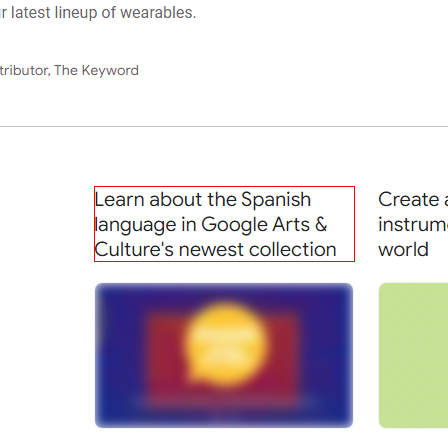 r latest lineup of wearables.
tributor, The Keyword
Learn about the Spanish
language in Google Arts &
Culture's newest collection
Create a
instrum
world